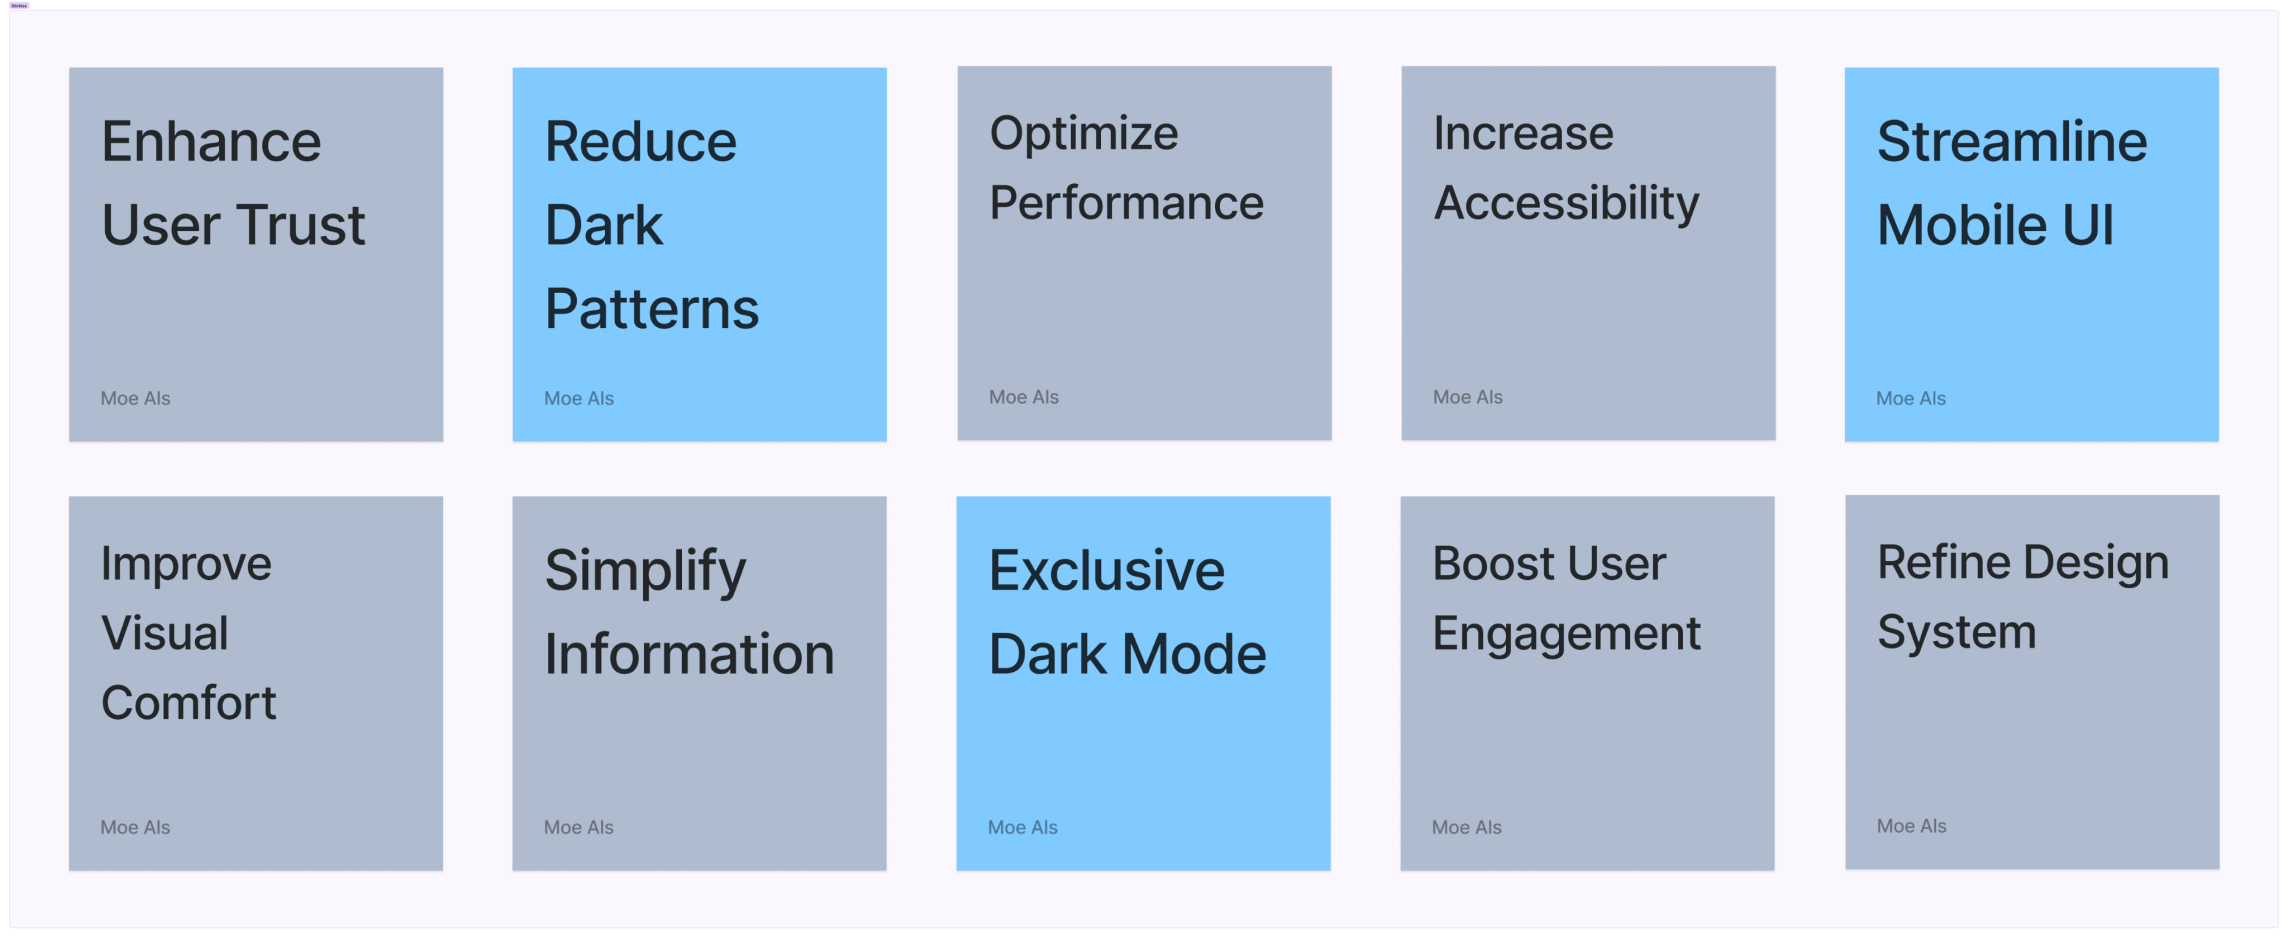 Stickies
Enhance
User Trust
Moe Als
Reduce
Dark
Patterns
Moe Als
Optimize
Performance
Moe Als
Increase
Accessibility
Moe Als
Streamline
Mobile UI
Moe Als
Improve
Visual
Comfort
Moe Als
Simplify
Information
Moe Als
Exclusive
Dark Mode
Moe Als
Boost User
Engagement
Moe Als
Refine Design
System
Moe Als